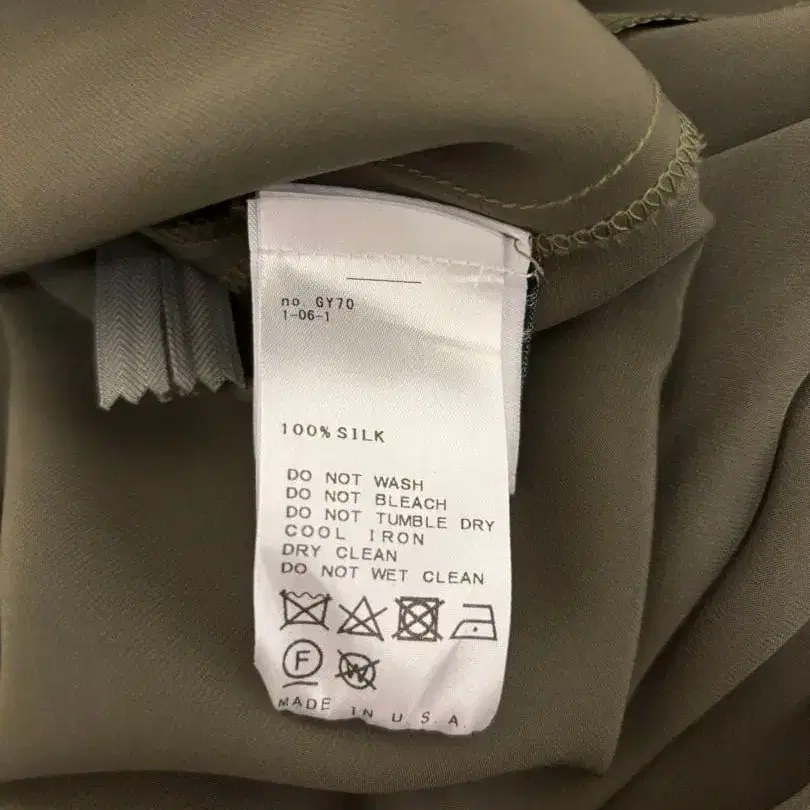 no. GY70
1-06-1
100% SILK
DO NOT WASH
DO NOT BLEACH
DO NOT TUMBLE DRY
COOL IRON
DRY CLEAN
DO NOT WET CLEAN
F W
MADE IN U.S.A.